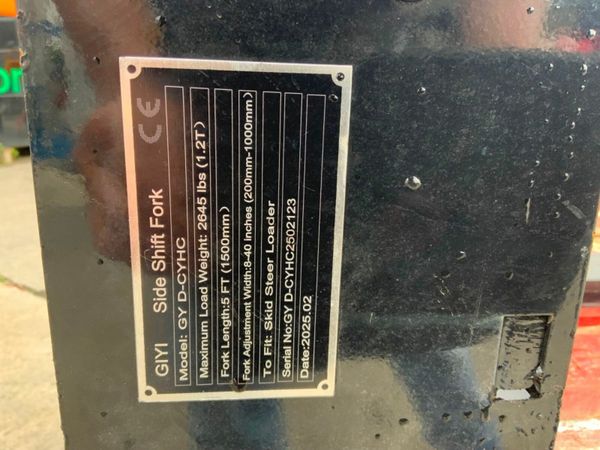 GIYI Side Shift Fork CE
Model: GY D-CYHC
Maximum Load Weight: 2645 lbs (1.2T)
Fork Length:5 FT (1500mm)
Fork Adjustment Width:8-40 inches (200mm-1000mm)
To Fit: Skid Steer Loader
Serial No:GY D-CYHC2502123
Date:2025.02
or